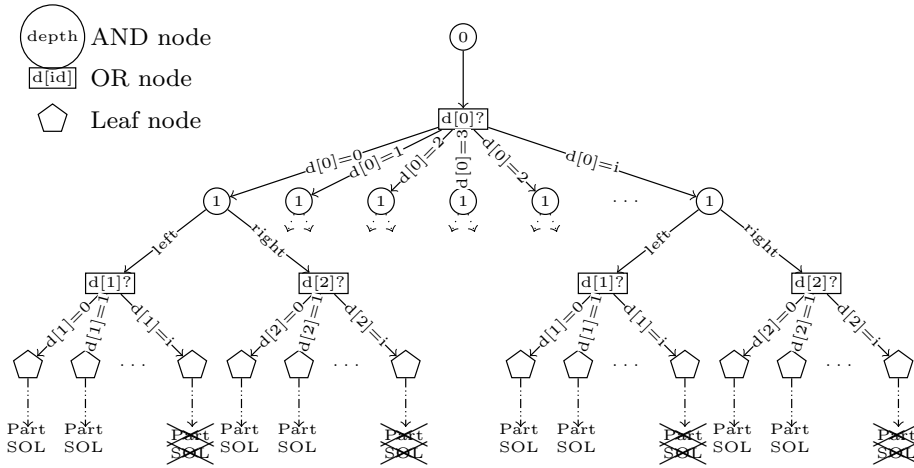 depth AND node
d[id] OR node
Leaf node
0
d[0]?
d[0]=0 d[0]=1 d[0]=2 d[0]=3 d[0]=2 d[0]=i
1 1 1 1 1 . . . 1
left right left right
d[1]? d[2]? d[1]? d[2]?
d[1]=0 d[1]=1 d[1]=i d[2]=0 d[2]=1 d[2]=i d[1]=0 d[1]=1 d[1]=i d[2]=0 d[2]=1 d[2]=i
. . . . . . . . . . . .
Part Part Part Part Part Part Part Part Part Part Part Part
SOL SOL SOL SOL SOL SOL SOL SOL SOL SOL SOL SOL